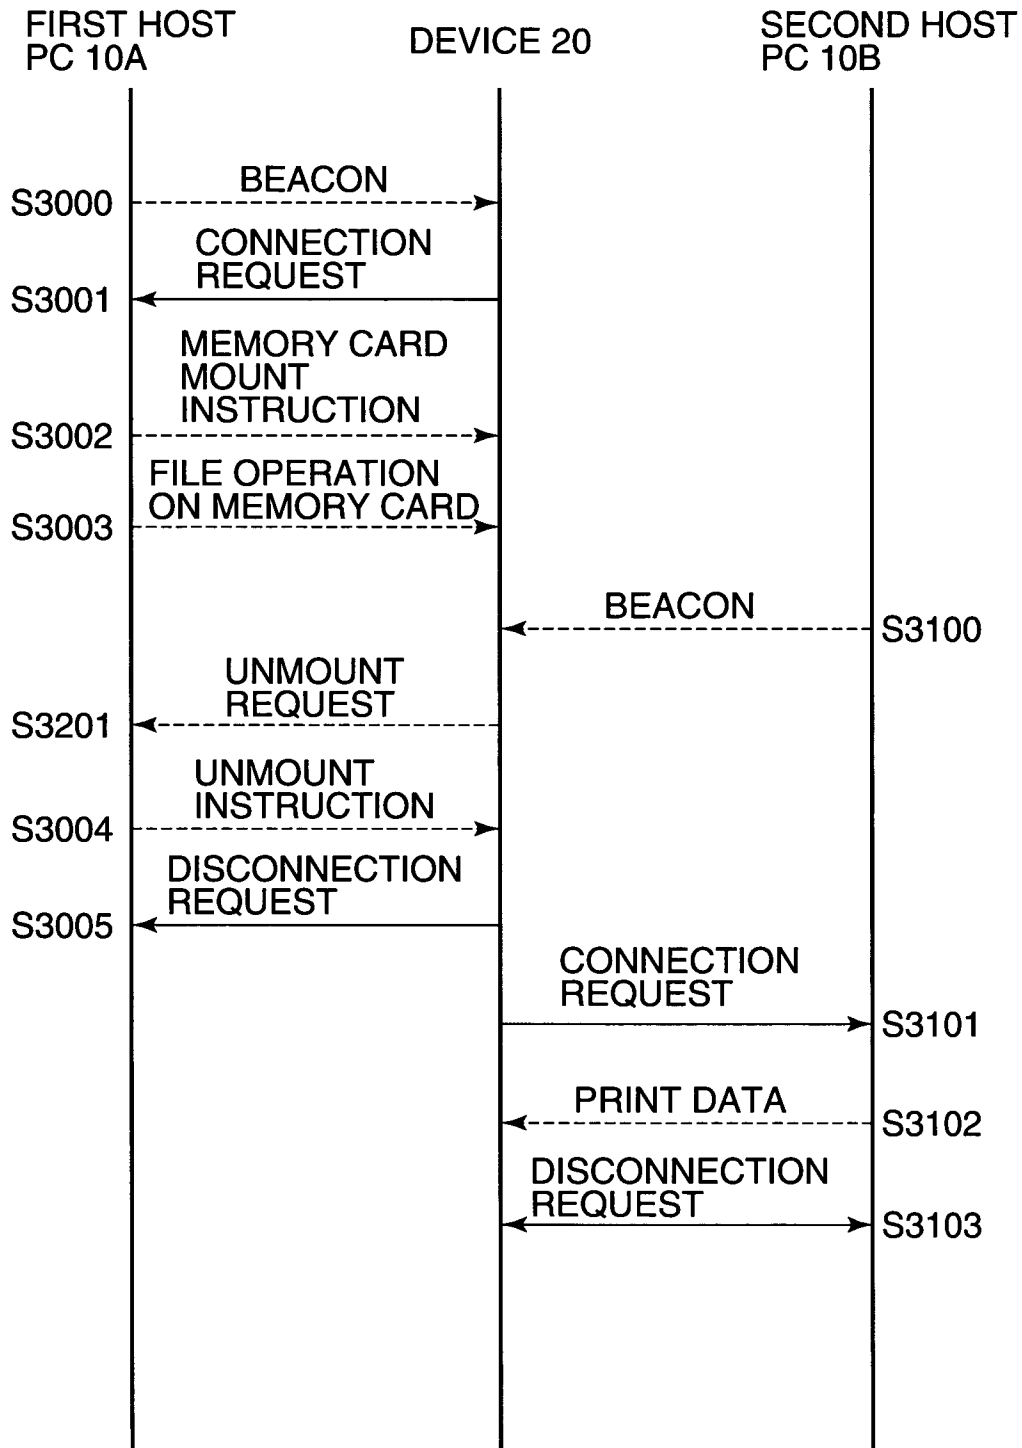 FIRST HOST
PC 10A
DEVICE 20
SECOND HOST
PC 10B
BEACON
S3000
CONNECTION
REQUEST
S3001
MEMORY CARD
MOUNT
INSTRUCTION
S3002
FILE OPERATION
ON MEMORY CARD
S3003
BEACON
S3100
UNMOUNT
REQUEST
S3201
UNMOUNT
INSTRUCTION
S3004
DISCONNECTION
REQUEST
S3005
CONNECTION
REQUEST
S3101
PRINT DATA
S3102
DISCONNECTION
REQUEST
S3103